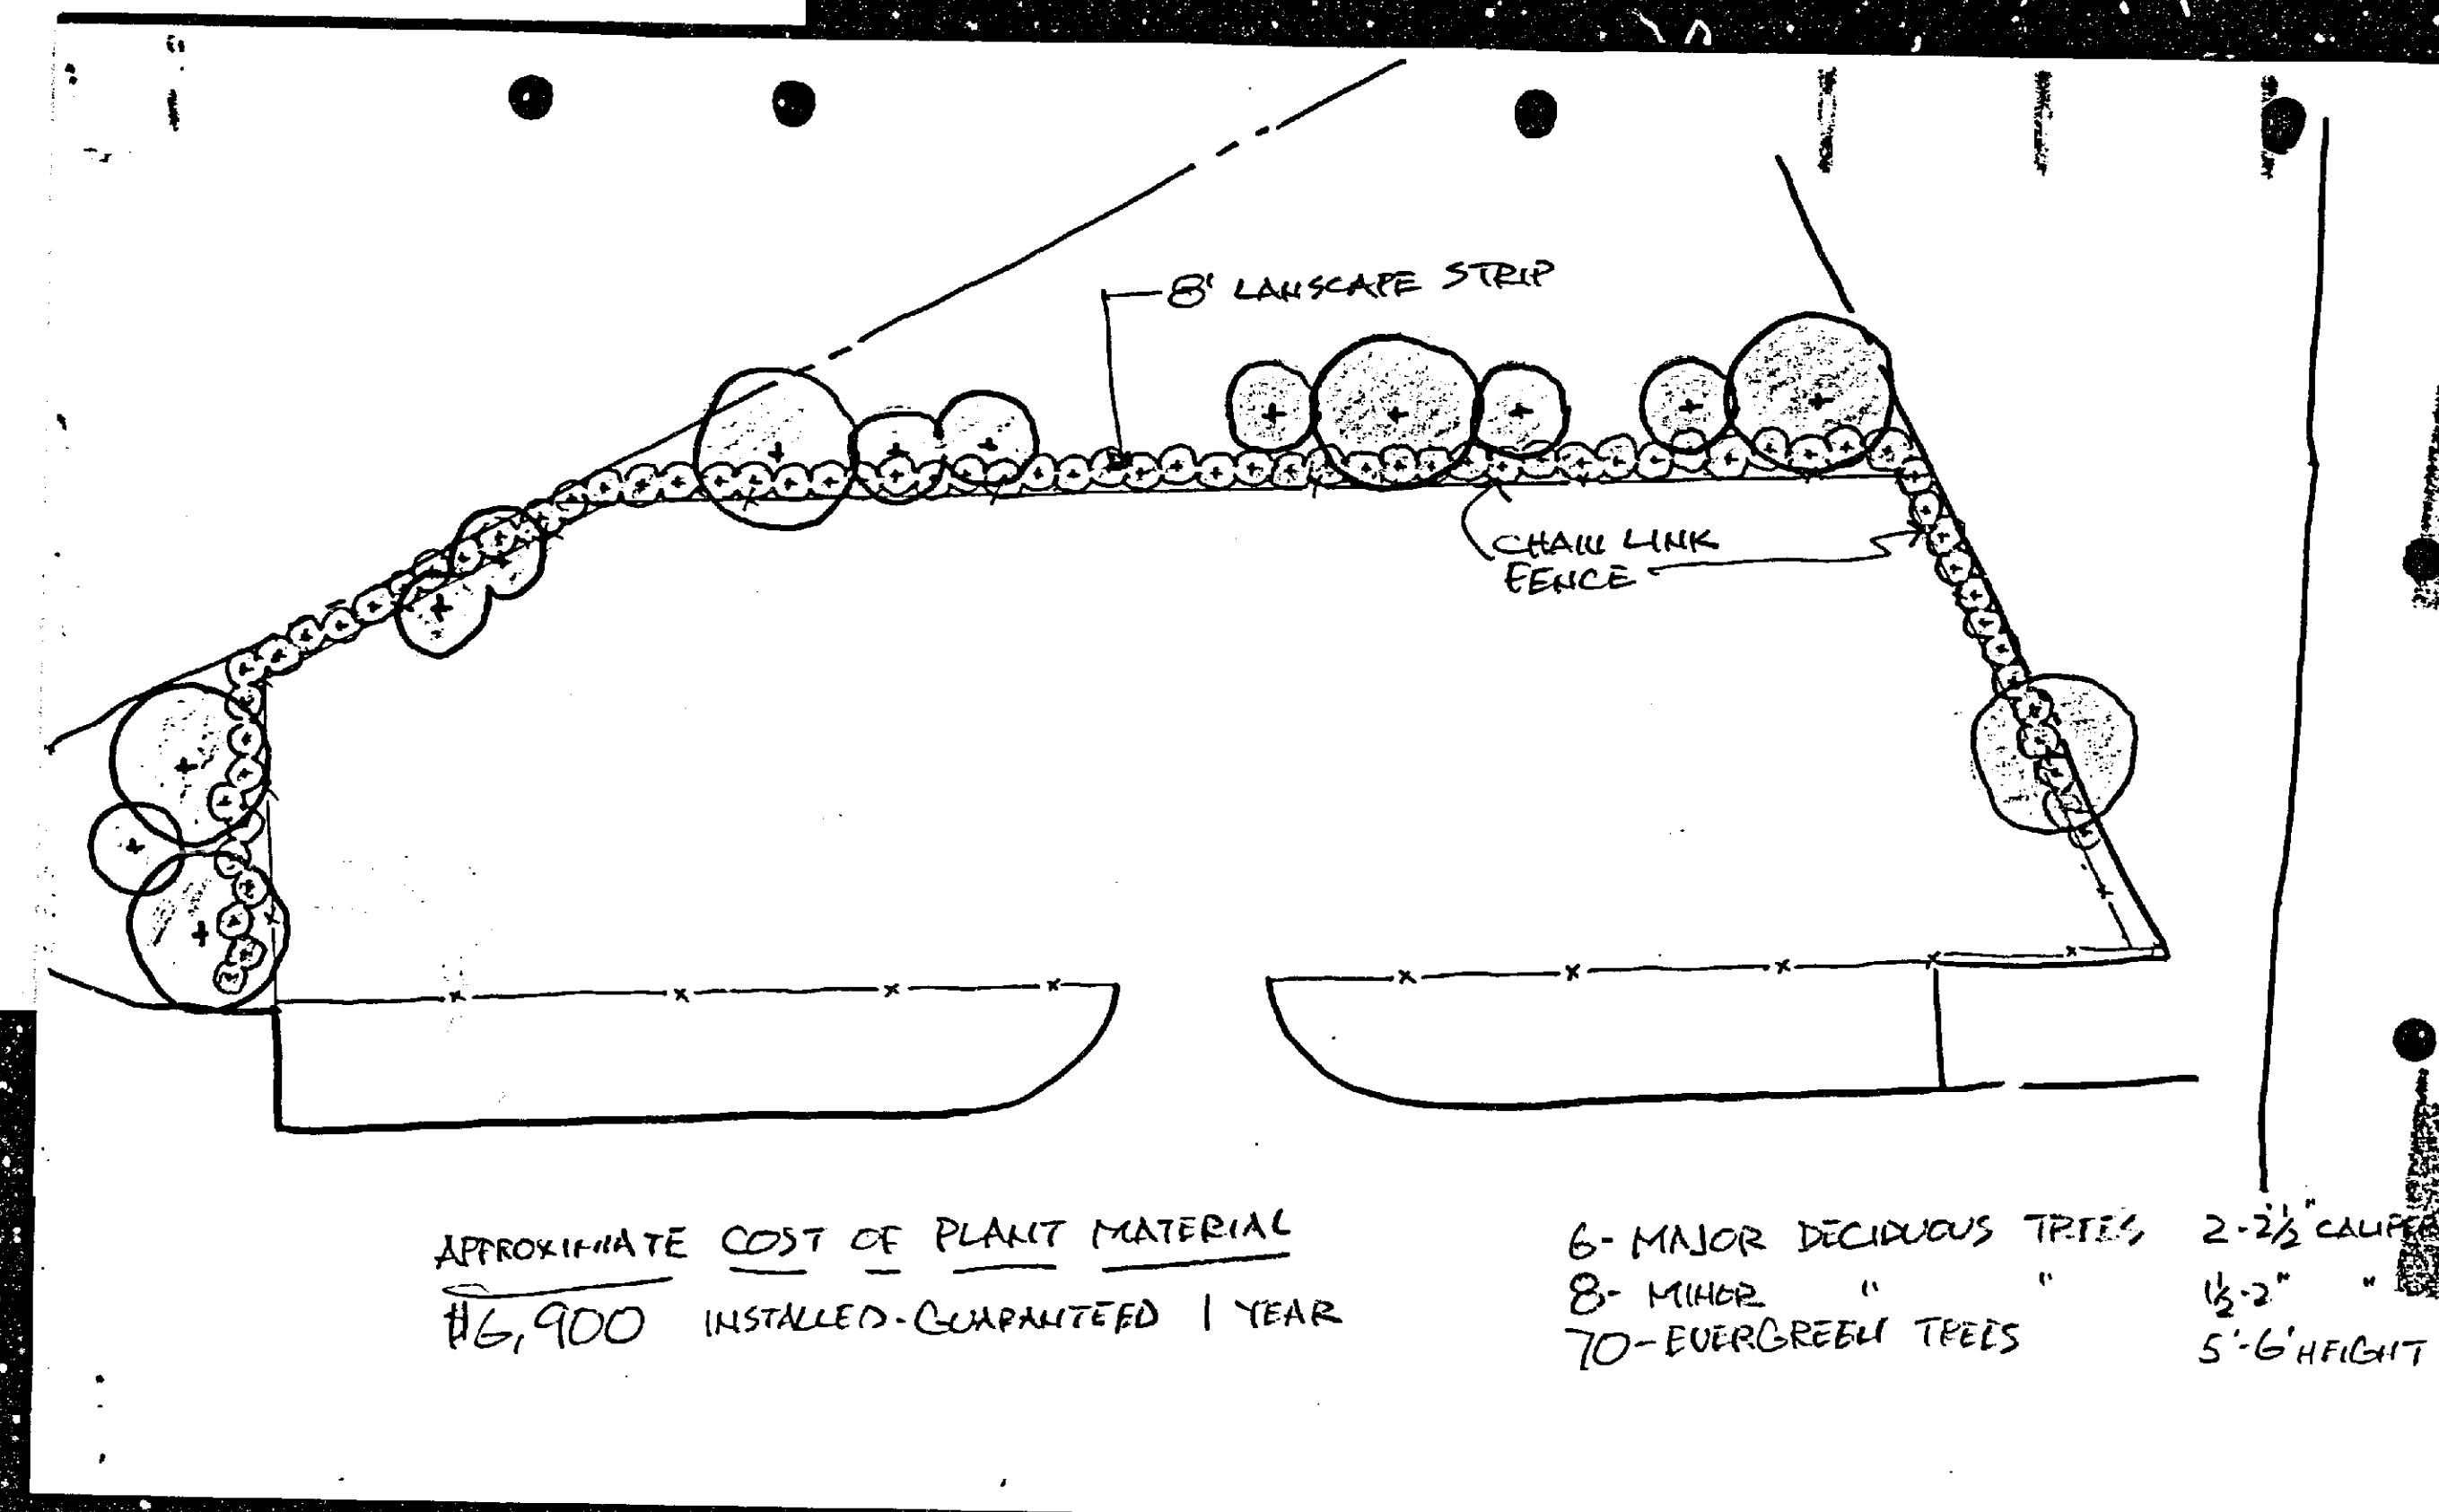 8' LANSCAPE STRIP
CHAIN LINK
FENCE
APPROXIMATE COST OF PLANT MATERIAL
$6,900 INSTALLED-GUARANTEED 1 YEAR
6- MAJOR DECIDUOUS TREES 2-2½" CALIPER
8- MINOR " " 1½-2" "
70-EVERGREEN TREES 5'-6' HEIGHT